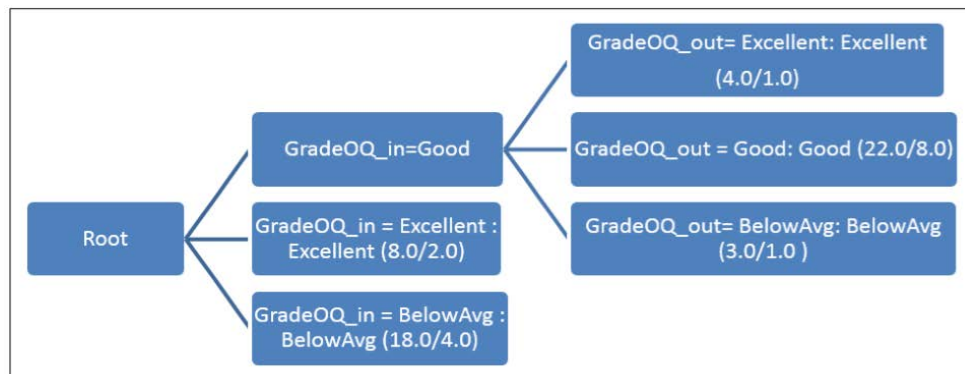 Root
GradeOQ_in=Good
GradeOQ_in = Excellent :
Excellent (8.0/2.0)
GradeOQ_in = BelowAvg :
BelowAvg (18.0/4.0)
GradeOQ_out= Excellent: Excellent
(4.0/1.0)
GradeOQ_out = Good: Good (22.0/8.0)
GradeOQ_out= BelowAvg: BelowAvg
(3.0/1.0 )